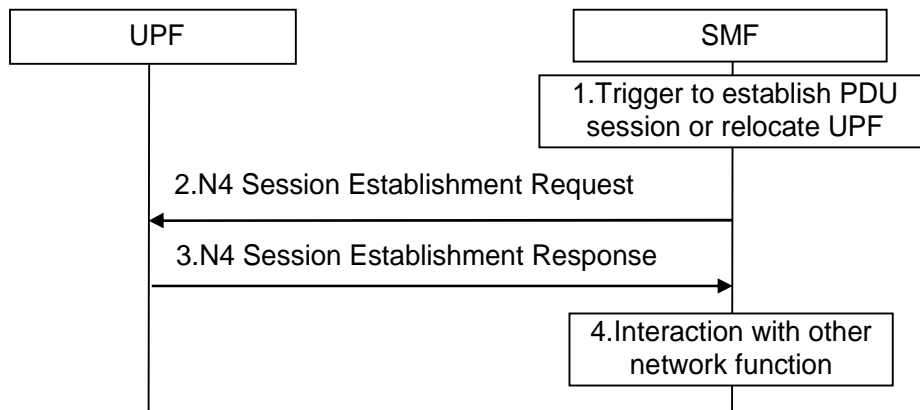 UPF
SMF
1.Trigger to establish PDU
session or relocate UPF
2.N4 Session Establishment Request
3.N4 Session Establishment Response
4.Interaction with other
network function